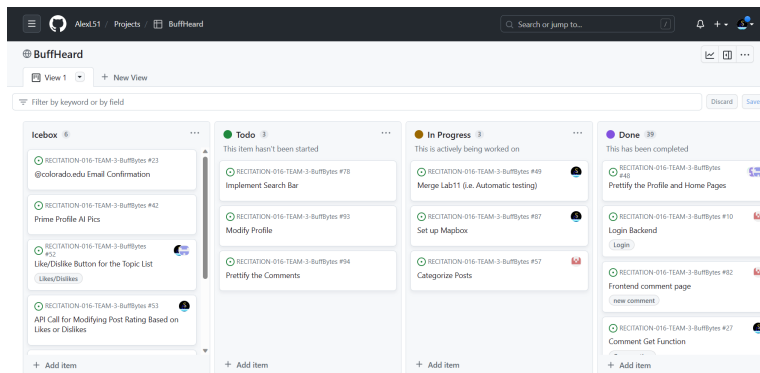 AlexL51 / Projects / BuffHeard
Search or jump to...
/
BuffHeard
View 1
+ New View
Filter by keyword or by field
Discard
Save
Icebox 6
RECITATION-016-TEAM-3-BuffBytes #23
@colorado.edu Email Confirmation
RECITATION-016-TEAM-3-BuffBytes #42
Prime Profile AI Pics
RECITATION-016-TEAM-3-BuffBytes
#52
Like/Dislike Button for the Topic List
Likes/Dislikes
RECITATION-016-TEAM-3-BuffBytes #53
API Call for Modifying Post Rating Based on
Likes or Dislikes
+ Add item
Todo 3
This item hasn't been started
RECITATION-016-TEAM-3-BuffBytes #78
Implement Search Bar
RECITATION-016-TEAM-3-BuffBytes #93
Modify Profile
RECITATION-016-TEAM-3-BuffBytes #94
Prettify the Comments
+ Add item
In Progress 3
This is actively being worked on
RECITATION-016-TEAM-3-BuffBytes #49
Merge Lab11 (i.e. Automatic testing)
RECITATION-016-TEAM-3-BuffBytes #87
Set up Mapbox
RECITATION-016-TEAM-3-BuffBytes #57
Categorize Posts
+ Add item
Done 39
This has been completed
RECITATION-016-TEAM-3-BuffBytes
#48
Prettify the Profile and Home Pages
RECITATION-016-TEAM-3-BuffBytes #10
Login Backend
Login
RECITATION-016-TEAM-3-BuffBytes #82
Frontend comment page
new comment
RECITATION-016-TEAM-3-BuffBytes #27
Comment Get Function
+ Add item